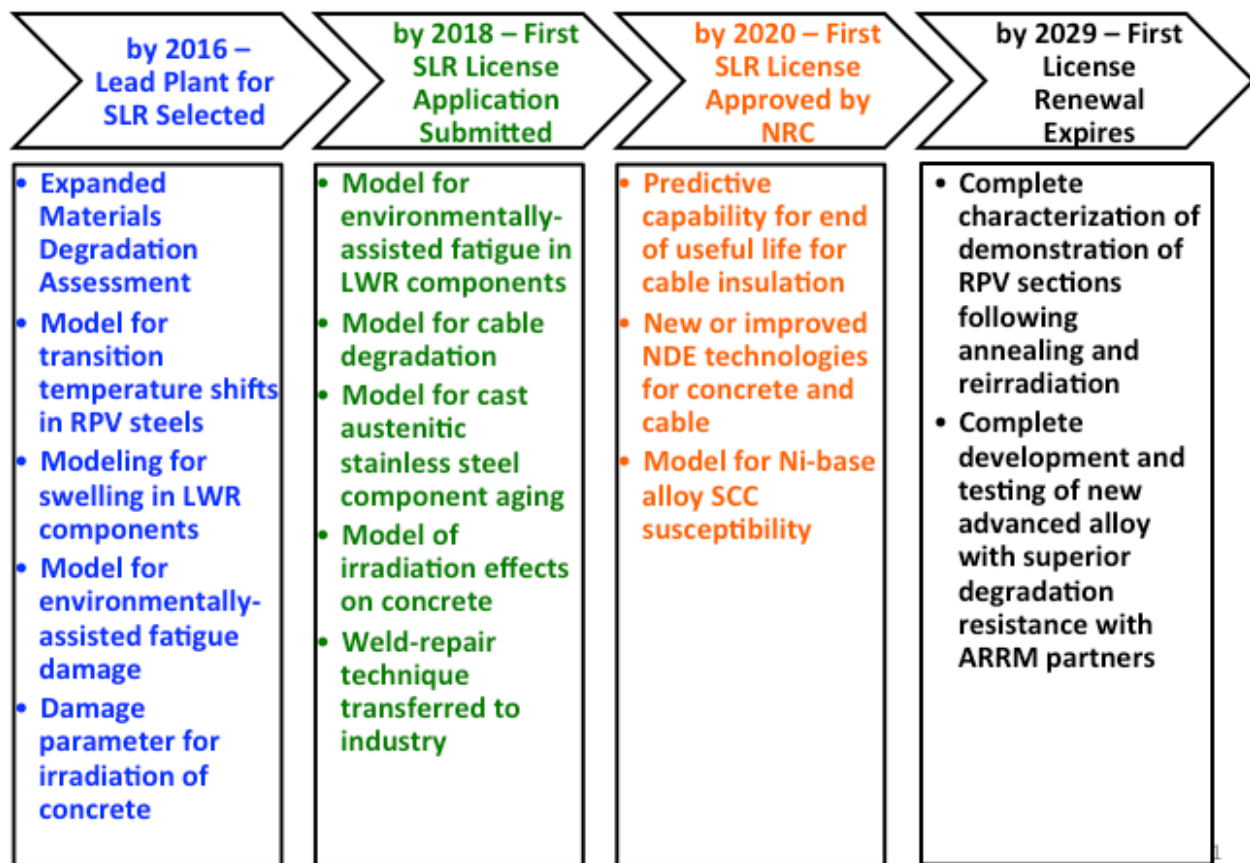 by 2016 –
Lead Plant for
SLR Selected
by 2018 – First
SLR License
Application
Submitted
by 2020 – First
SLR License
Approved by
NRC
by 2029 – First
License
Renewal
Expires
• Expanded
Materials
Degradation
Assessment
• Model for
transition
temperature shifts
in RPV steels
• Modeling for
swelling in LWR
components
• Model for
environmentally-
assisted fatigue
damage
• Damage
parameter for
irradiation of
concrete
• Model for
environmentally-
assisted fatigue in
LWR components
• Model for cable
degradation
• Model for cast
austenitic
stainless steel
component aging
• Model of
irradiation effects
on concrete
• Weld-repair
technique
transferred to
industry
• Predictive
capability for end
of useful life for
cable insulation
• New or improved
NDE technologies
for concrete and
cable
• Model for Ni-base
alloy SCC
susceptibility
• Complete
characterization of
demonstration of
RPV sections
following
annealing and
reirradiation
• Complete
development and
testing of new
advanced alloy
with superior
degradation
resistance with
ARRM partners
1